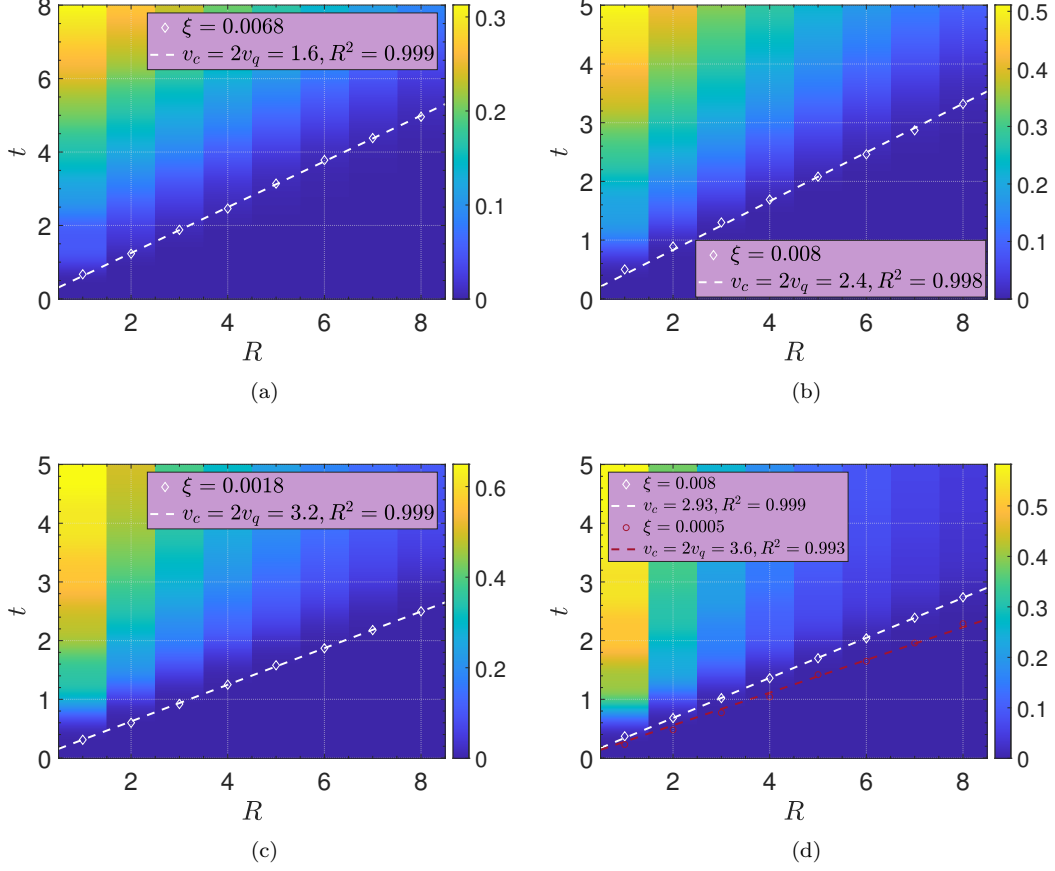 8
6
4
2
0
t
ξ = 0.0068
v_c = 2v_q = 1.6, R² = 0.999
0.3
0.2
0.1
0
2
4
6
8
R
(a)
5
4
3
2
1
0
t
ξ = 0.008
v_c = 2v_q = 2.4, R² = 0.998
0.5
0.4
0.3
0.2
0.1
0
2
4
6
8
R
(b)
5
4
3
2
1
0
t
ξ = 0.0018
v_c = 2v_q = 3.2, R² = 0.999
0.6
0.4
0.2
0
2
4
6
8
R
(c)
5
4
3
2
1
0
t
ξ = 0.008
v_c = 2.93, R² = 0.999
ξ = 0.0005
v_c = 2v_q = 3.6, R² = 0.993
0.5
0.4
0.3
0.2
0.1
0
2
4
6
8
R
(d)